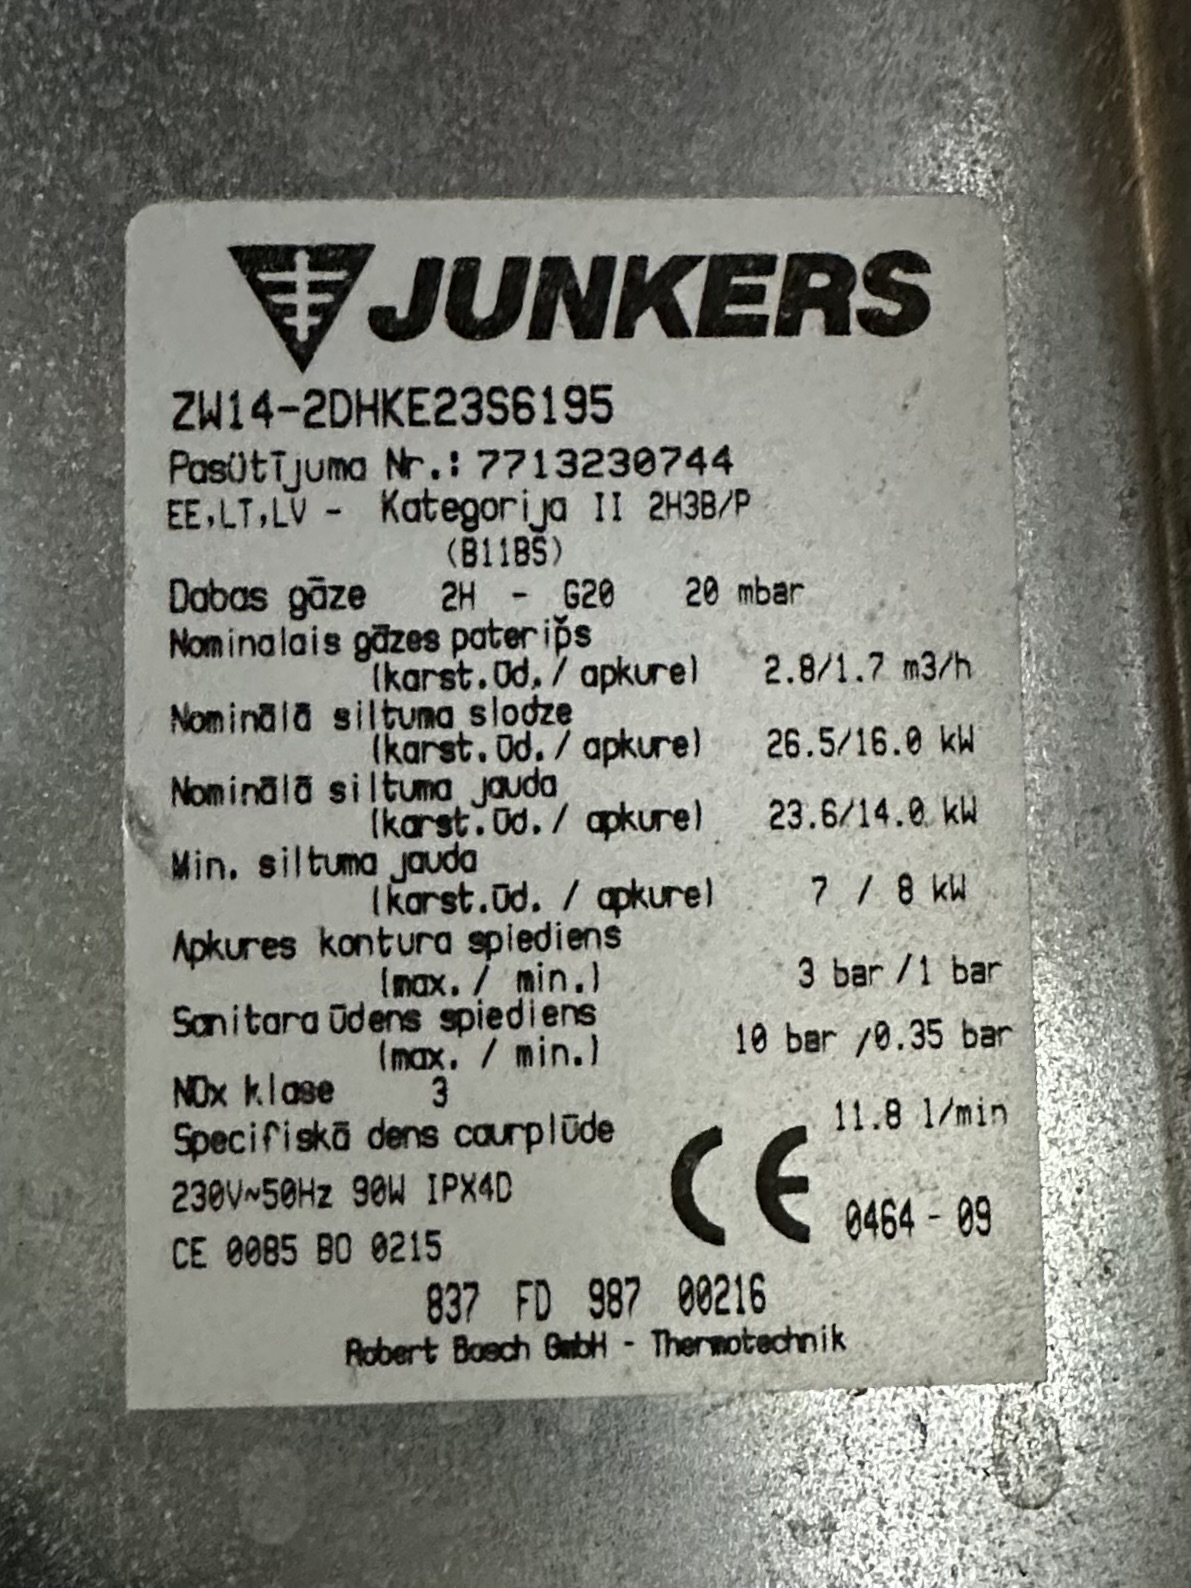 JUNKERS
ZW14-2DHKE23S6195
Pasūtījuma Nr.: 7713230744
EE,LT,LV - Kategorija II 2H3B/P
(B11BS)
Dabas gāze 2H - G20 20 mbar
Nominalais gāzes pateriņš
(karst.ūd./ apkure) 2.8/1.7 m3/h
Nominālā siltuma slodze
(karst.ūd./ apkure) 26.5/16.0 kW
Nominālā siltuma jauda
(karst.ūd./ apkure) 23.6/14.0 kW
Min. siltuma jauda
(karst.ūd. / apkure) 7 / 8 kW
Apkures kontura spiediens
(max./ min.) 3 bar /1 bar
Sanitara ūdens spiediens
(max. / min.) 10 bar /0.35 bar
NOx klase 3
Specifiskā dens caurplūde 11.8 l/min
230V~50Hz 90W IPX4D
CE 0464 - 09
CE 0085 BO 0215
837 FD 987 00216
Robert Bosch GmbH - Thermotechnik